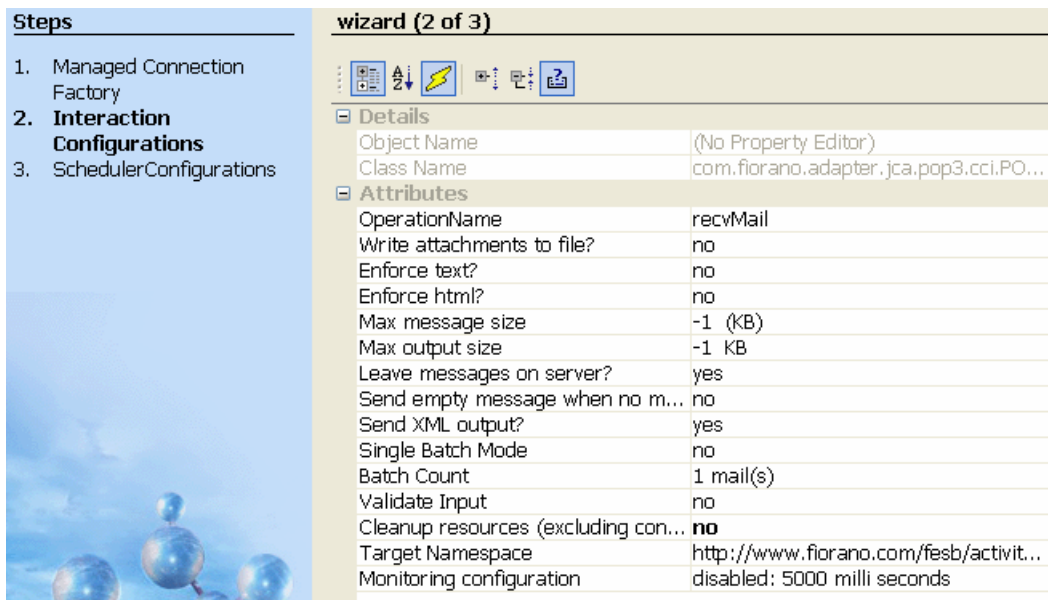 Steps
1. Managed Connection
Factory
2. Interaction
Configurations
3. SchedulerConfigurations
wizard (2 of 3)
Details
Object Name (No Property Editor)
Class Name com.fiorano.adapter.jca.pop3.cci.PO...
Attributes
OperationName recvMail
Write attachments to file? no
Enforce text? no
Enforce html? no
Max message size -1 (KB)
Max output size -1 KB
Leave messages on server? yes
Send empty message when no m... no
Send XML output? yes
Single Batch Mode no
Batch Count 1 mail(s)
Validate Input no
Cleanup resources (excluding con... no
Target Namespace http://www.fiorano.com/fesb/activit...
Monitoring configuration disabled: 5000 milli seconds